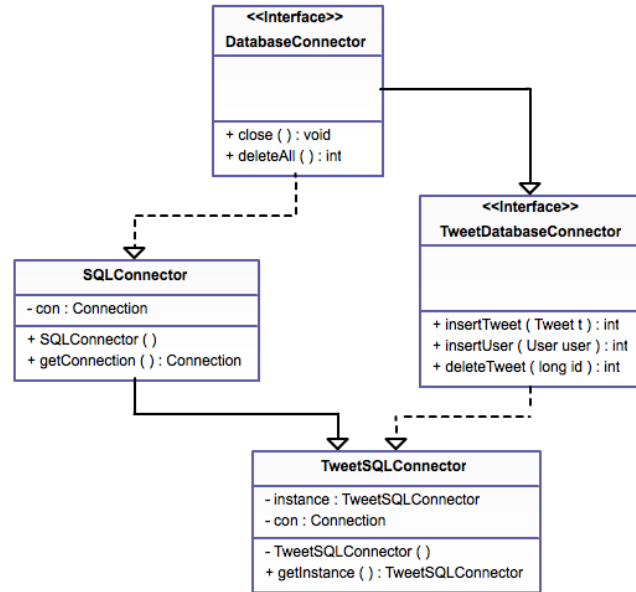 <<Interface>>
DatabaseConnector
+ close ( ) : void
+ deleteAll ( ) : int
<<Interface>>
TweetDatabaseConnector
+ insertTweet ( Tweet t ) : int
+ insertUser ( User user ) : int
+ deleteTweet ( long id ) : int
SQLConnector
- con : Connection
+ SQLConnector ( )
+ getConnection ( ) : Connection
TweetSQLConnector
- instance : TweetSQLConnector
- con : Connection
- TweetSQLConnector ( )
+ getInstance ( ) : TweetSQLConnector